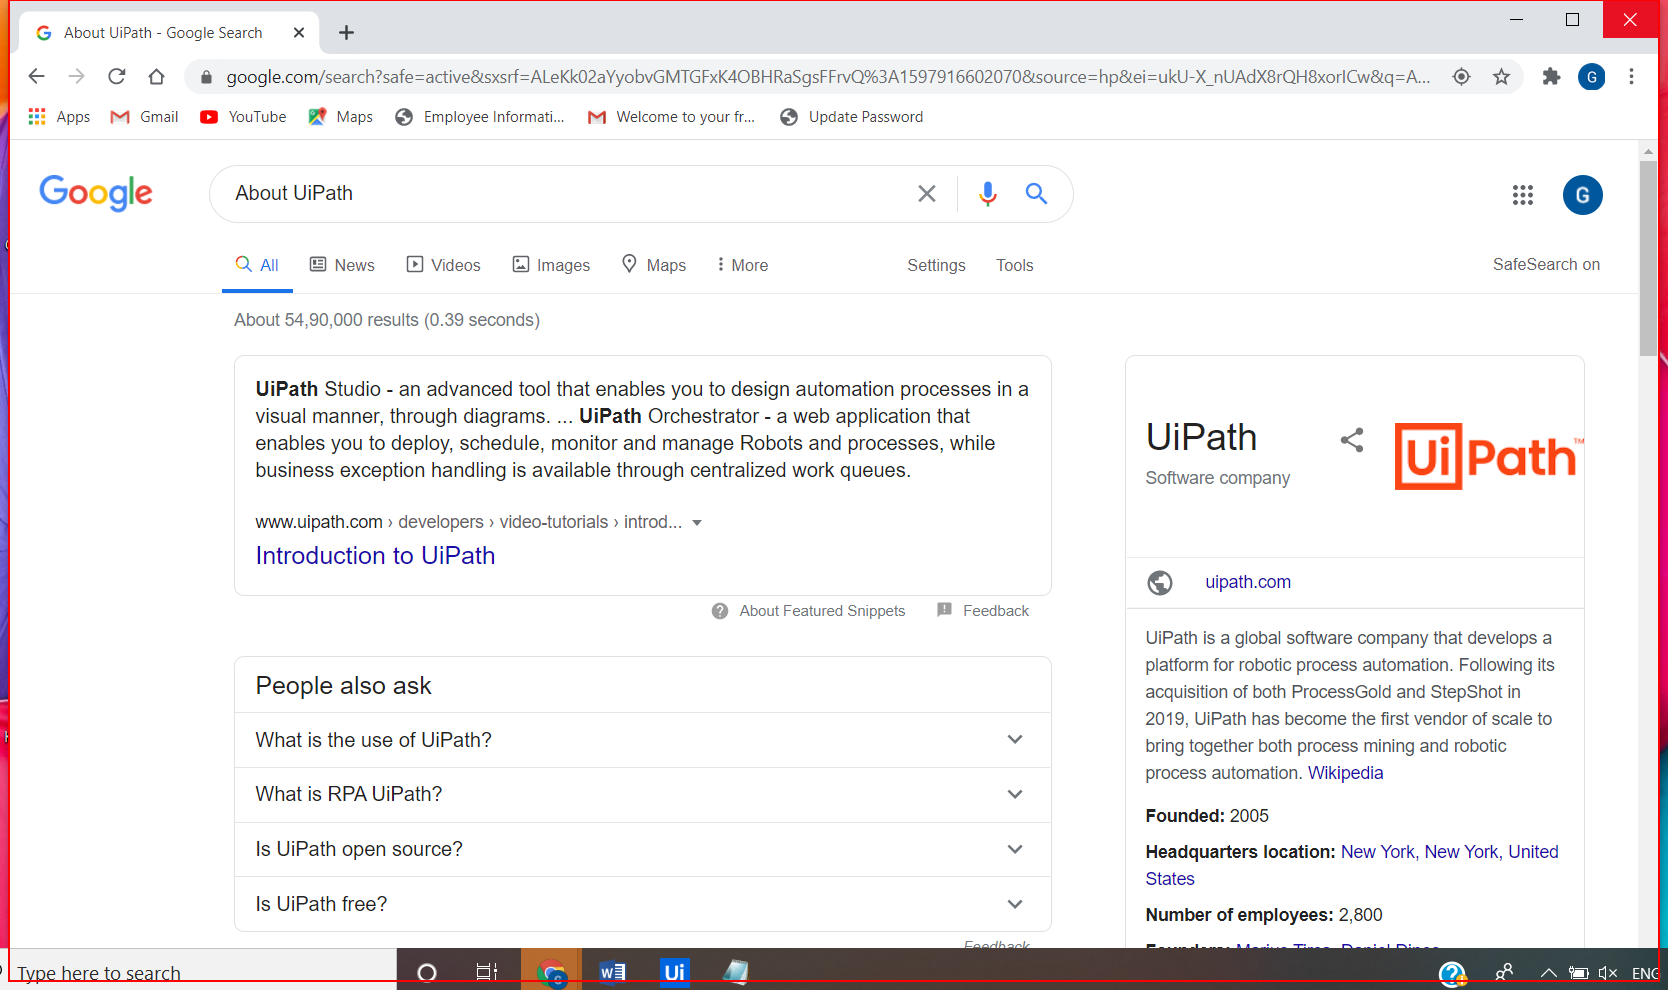 About UiPath - Google Search
google.com/search?safe=active&sxsrf=ALeKk02aYyobvGMTGFxK4OBHRaSgsFFrvQ%3A1597916602070&source=hp&ei=ukU-X_nUAdX8rQH8xorICw&q=A...
G
Apps Gmail YouTube Maps Employee Informati... Welcome to your fr... Update Password
Google
About UiPath
G
All News Videos Images Maps More Settings Tools SafeSearch on
About 54,90,000 results (0.39 seconds)
UiPath Studio - an advanced tool that enables you to design automation processes in a
visual manner, through diagrams. ... UiPath Orchestrator - a web application that
enables you to deploy, schedule, monitor and manage Robots and processes, while
business exception handling is available through centralized work queues.
www.uipath.com › developers › video-tutorials › introd...
Introduction to UiPath
About Featured Snippets Feedback
People also ask
What is the use of UiPath?
What is RPA UiPath?
Is UiPath open source?
Is UiPath free?
Feedback
UiPath
Software company
UiPath™
uipath.com
UiPath is a global software company that develops a
platform for robotic process automation. Following its
acquisition of both ProcessGold and StepShot in
2019, UiPath has become the first vendor of scale to
bring together both process mining and robotic
process automation. Wikipedia
Founded: 2005
Headquarters location: New York, New York, United
States
Number of employees: 2,800
Founders: Marius Tirca, Daniel Dines
Type here to search
G
W
Ui
ENG